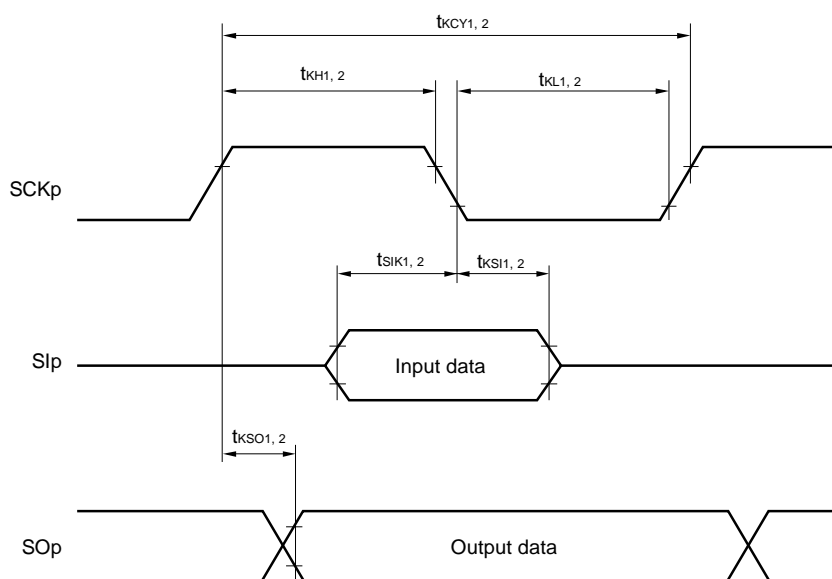 tKCY1, 2
tKH1, 2
tKL1, 2
SCKp
tSIK1, 2
tKSI1, 2
SIp
Input data
tKSO1, 2
SOp
Output data